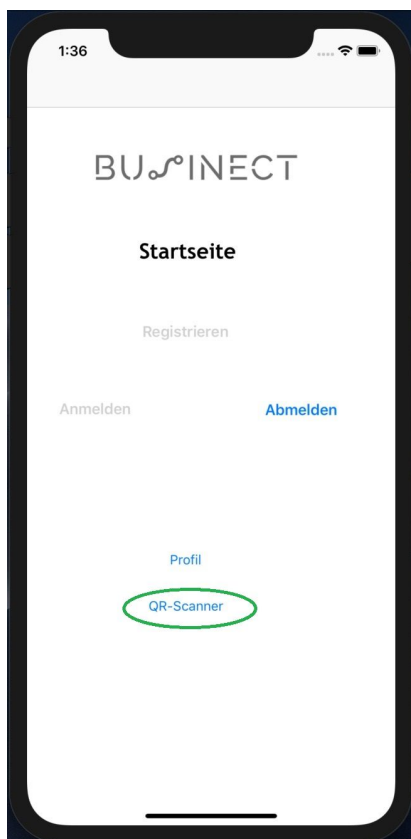 1:36
BUSINECT
Startseite
Registrieren
Anmelden Abmelden
Profil
QR-Scanner